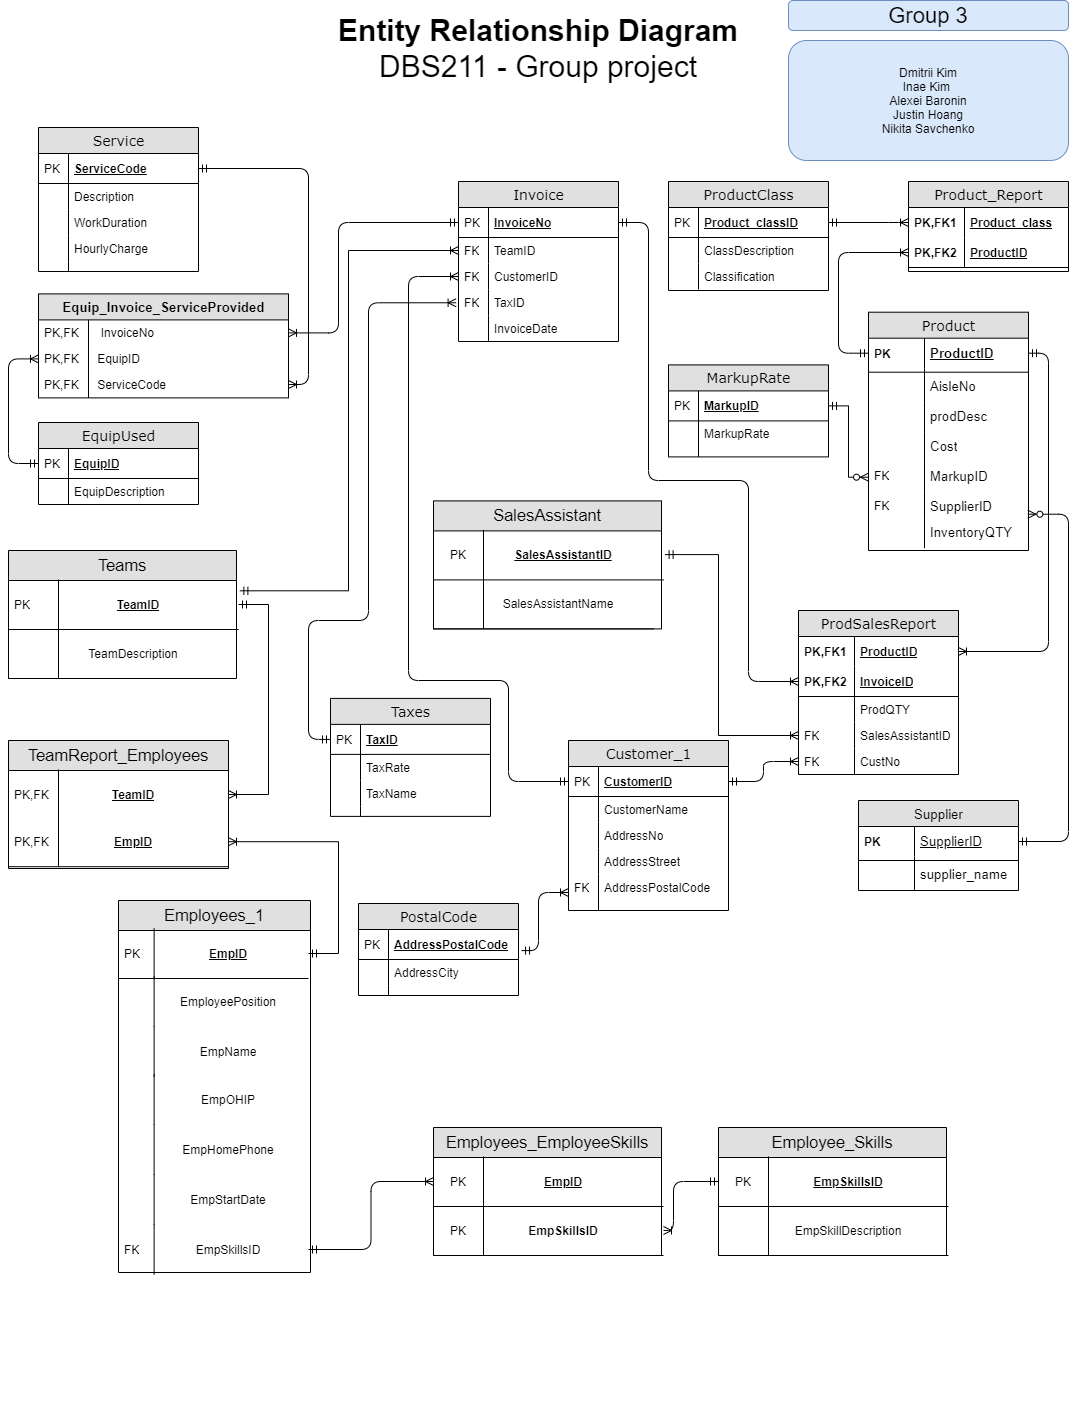 Entity Relationship Diagram
DBS211 - Group project
Group 3
Dmitrii Kim
Inae Kim
Alexei Baronin
Justin Hoang
Nikita Savchenko
Service
PK ServiceCode
Description
WorkDuration
HourlyCharge
Equip_Invoice_ServiceProvided
PK,FK InvoiceNo
PK,FK EquipID
PK,FK ServiceCode
EquipUsed
PK EquipID
EquipDescription
Invoice
PK InvoiceNo
FK TeamID
FK CustomerID
FK TaxID
InvoiceDate
ProductClass
PK Product_classID
ClassDescription
Classification
Product_Report
PK,FK1 Product_class
PK,FK2 ProductID
Product
PK ProductID
AisleNo
prodDesc
Cost
FK MarkupID
FK SupplierID
InventoryQTY
MarkupRate
PK MarkupID
MarkupRate
SalesAssistant
PK SalesAssistantID
SalesAssistantName
Teams
PK TeamID
TeamDescription
ProdSalesReport
PK,FK1 ProductID
PK,FK2 InvoiceID
ProdQTY
FK SalesAssistantID
FK CustNo
Taxes
PK TaxID
TaxRate
TaxName
TeamReport_Employees
PK,FK TeamID
PK,FK EmpID
Customer_1
PK CustomerID
CustomerName
AddressNo
AddressStreet
FK AddressPostalCode
Supplier
PK SupplierID
supplier_name
PostalCode
PK AddressPostalCode
AddressCity
Employees_1
PK EmpID
EmployeePosition
EmpName
EmpOHIP
EmpHomePhone
EmpStartDate
FK EmpSkillsID
Employees_EmployeeSkills
PK EmpID
PK EmpSkillsID
Employee_Skills
PK EmpSkillsID
EmpSkillDescription